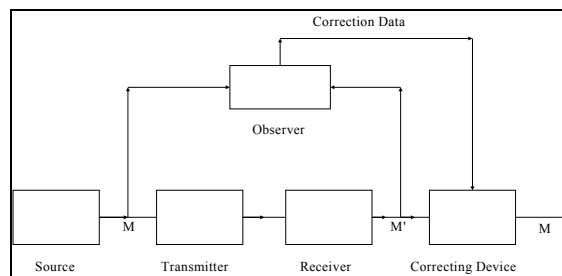 Correction Data
Observer
M
M'
M
Source
Transmitter
Receiver
Correcting Device